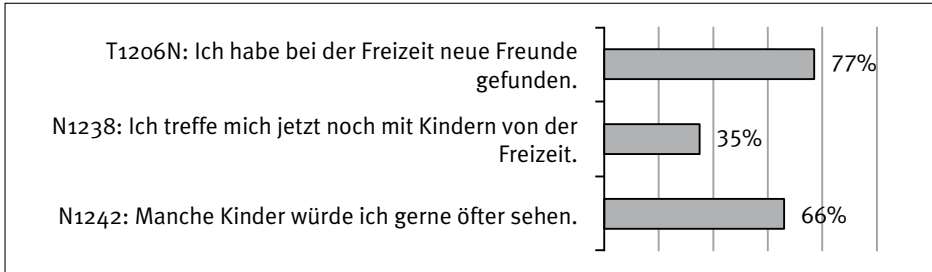 T1206N: Ich habe bei der Freizeit neue Freunde
gefunden.
77%
N1238: Ich treffe mich jetzt noch mit Kindern von der
Freizeit.
35%
N1242: Manche Kinder würde ich gerne öfter sehen.
66%